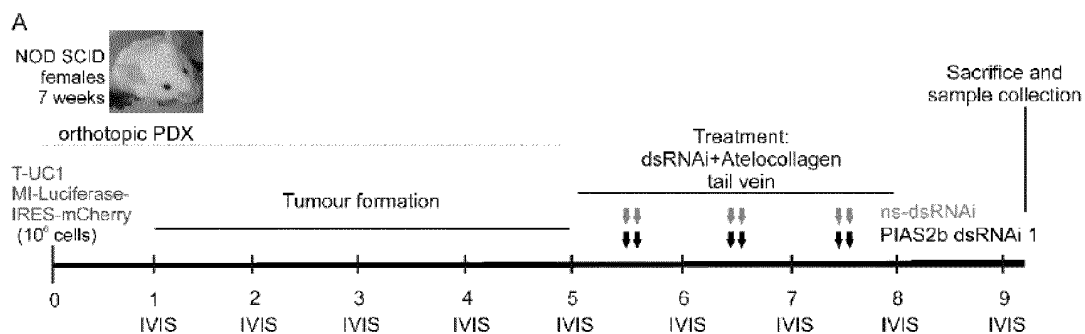 A
NOD SCID
females
7 weeks
orthotopic PDX
T-UC1
MI-Luciferase-
IRES-mCherry
(10⁶ cells)
Tumour formation
Treatment:
dsRNAi+Atelocollagen
tail vein
Sacrifice and
sample collection
ns-dsRNAi
PIAS2b dsRNAi 1
0 1 2 3 4 5 6 7 8 9
IVIS IVIS IVIS IVIS IVIS IVIS IVIS IVIS IVIS